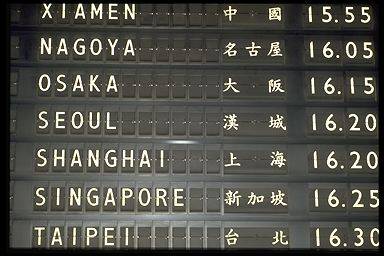 XIAMEN 中國 15.55
NAGOYA 名古屋 16.05
OSAKA 大阪 16.15
SEOUL 漢城 16.20
SHANGHAI 上海 16.20
SINGAPORE 新加坡 16.25
TAIPEI 台北 16.30